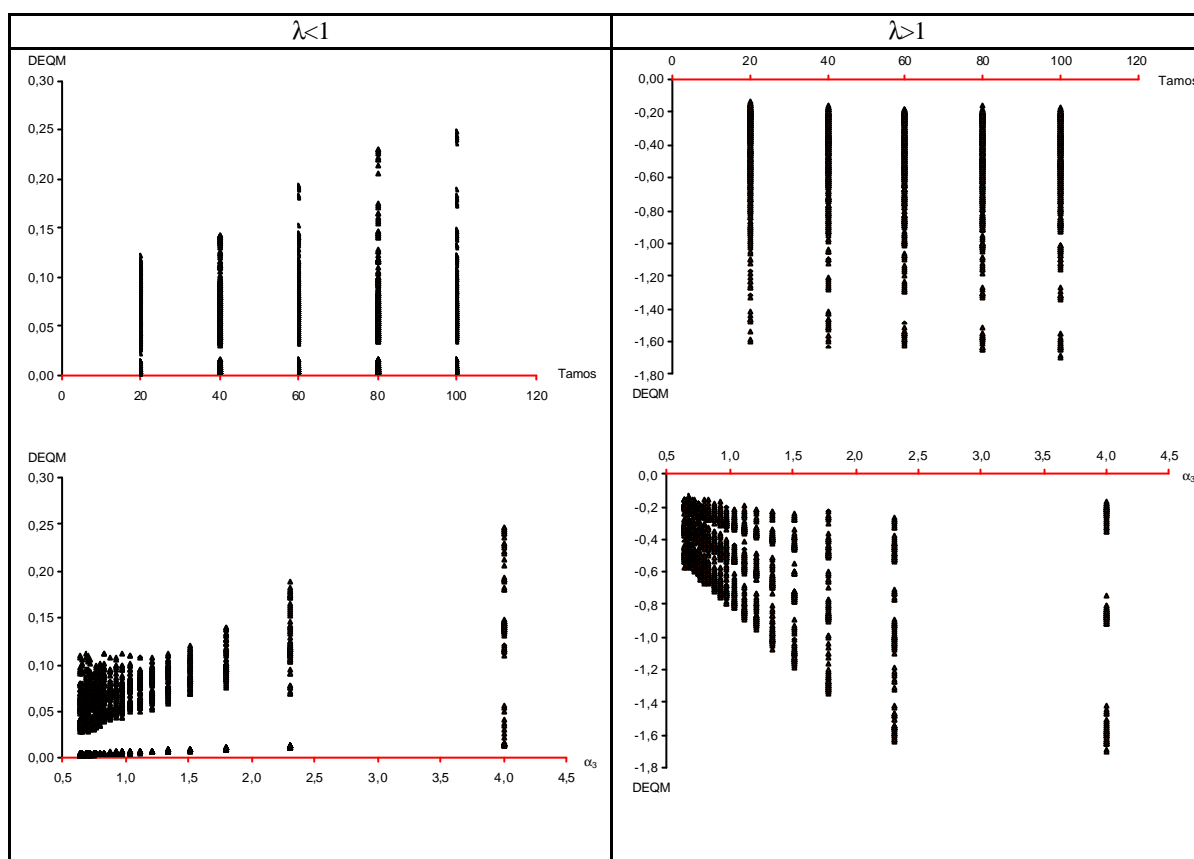 λ<1
λ>1
DEQM
0,30
0,25
0,20
0,15
0,10
0,05
0,00
0 20 40 60 80 100 120
Tamos
0 20 40 60 80 100 120
Tamos
0,00
-0,20
-0,40
-0,60
-0,80
-1,00
-1,20
-1,40
-1,60
-1,80
DEQM
DEQM
0,30
0,25
0,20
0,15
0,10
0,05
0,00
0,5 1,0 1,5 2,0 2,5 3,0 3,5 4,0 4,5
α₃
0,5 1,0 1,5 2,0 2,5 3,0 3,5 4,0 4,5
α₃
0,0
-0,2
-0,4
-0,6
-0,8
-1,0
-1,2
-1,4
-1,6
-1,8
DEQM